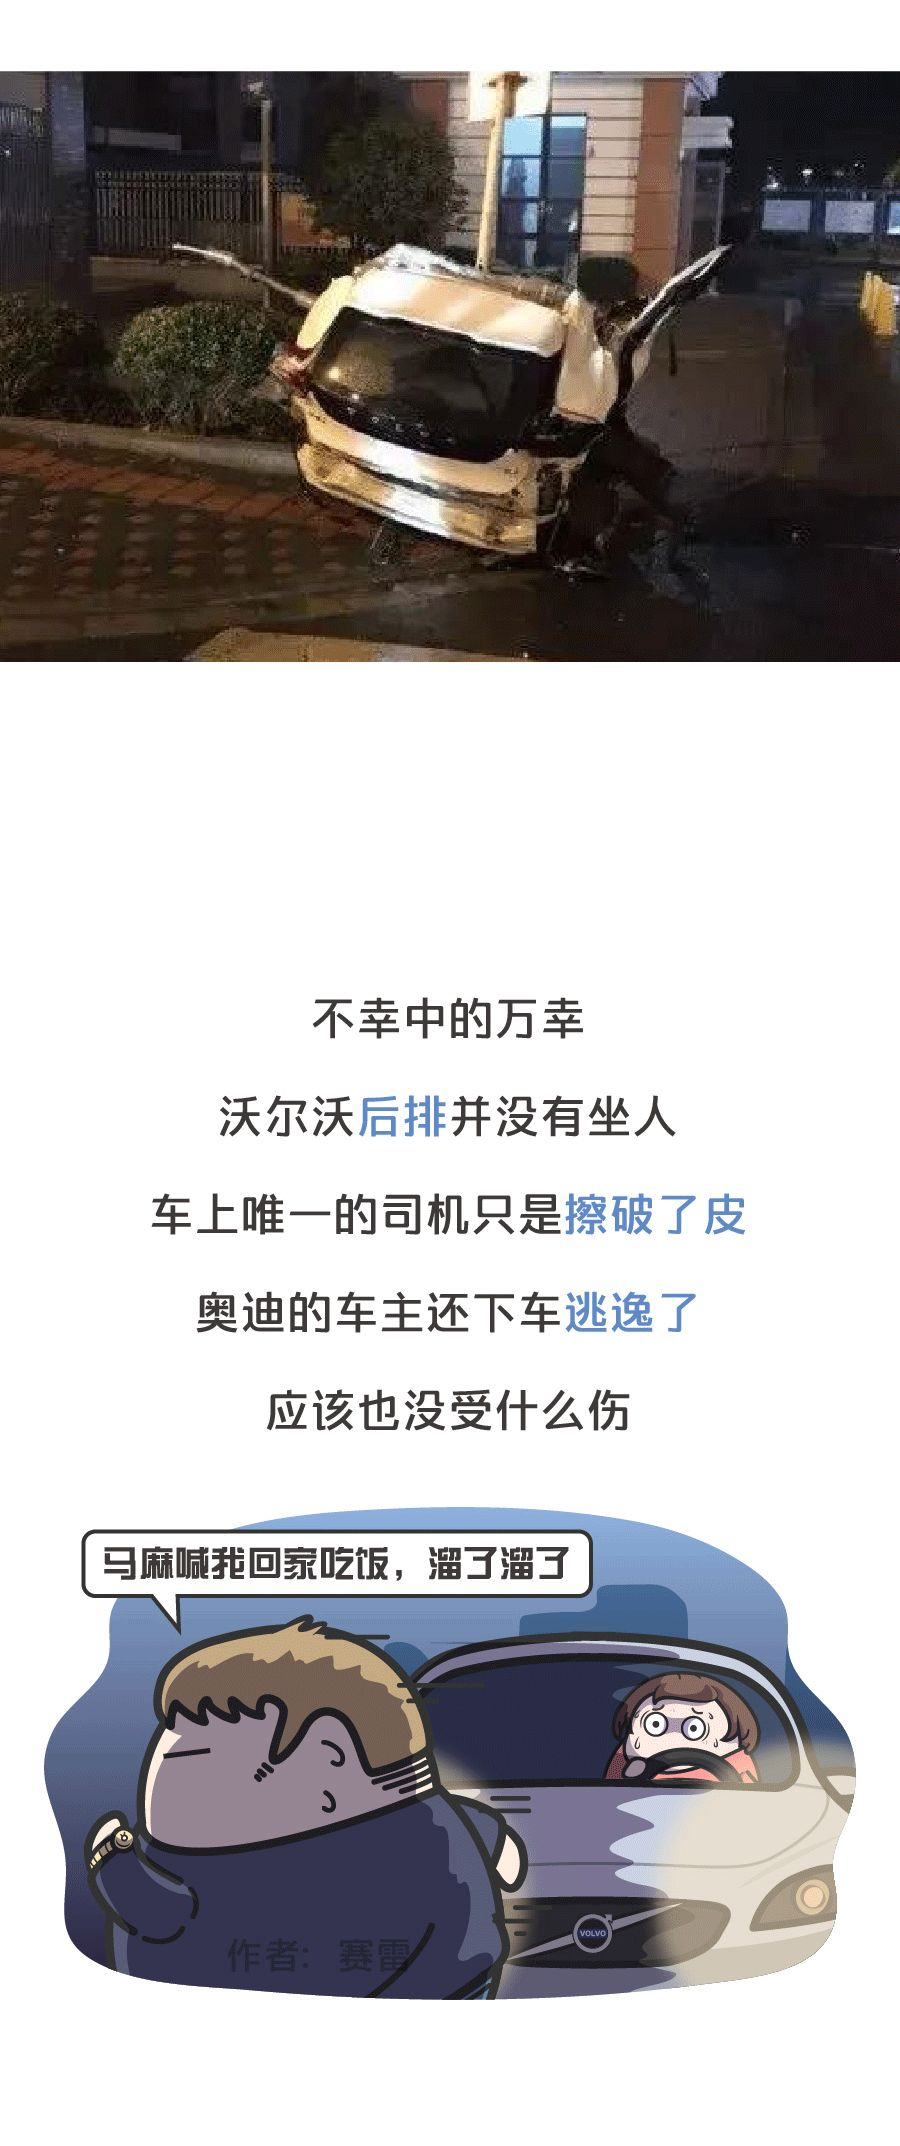 不幸中的万幸
沃尔沃后排并没有坐人
车上唯一的司机只是擦破了皮
奥迪的车主还下车逃逸了
应该也没受什么伤
马麻喊我回家吃饭，溜了溜了
VOLVO
作者：赛雷